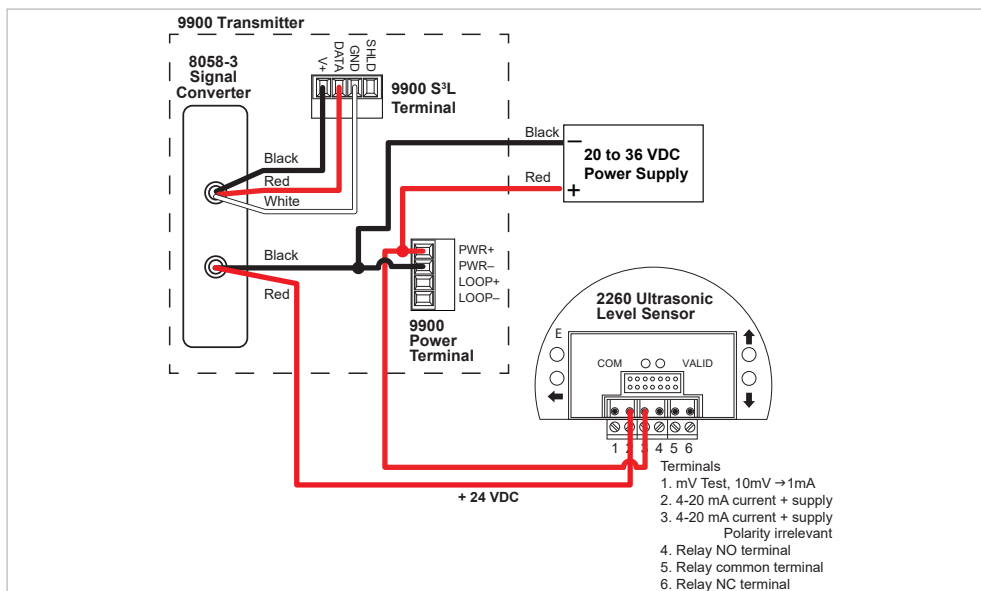 9900 Transmitter
8058-3
Signal
Converter
V+
DATA
GND
SHLD
9900 S³L
Terminal
Black
Red
White
Black
Red
20 to 36 VDC
Power Supply
–
+
Black
Red
PWR+
PWR–
LOOP+
LOOP–
9900
Power
Terminal
2260 Ultrasonic
Level Sensor
E
COM
VALID
1 2 3 4 5 6
+ 24 VDC
Terminals
1. mV Test, 10mV →1mA
2. 4-20 mA current + supply
3. 4-20 mA current + supply
Polarity irrelevant
4. Relay NO terminal
5. Relay common terminal
6. Relay NC terminal